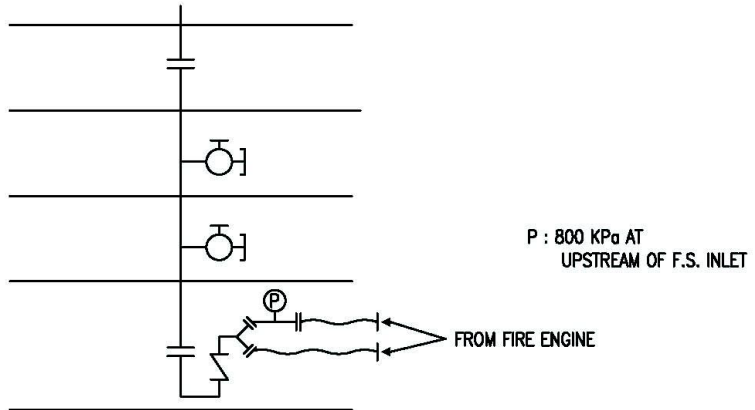 P : 800 KPa AT
UPSTREAM OF F.S. INLET
P
FROM FIRE ENGINE